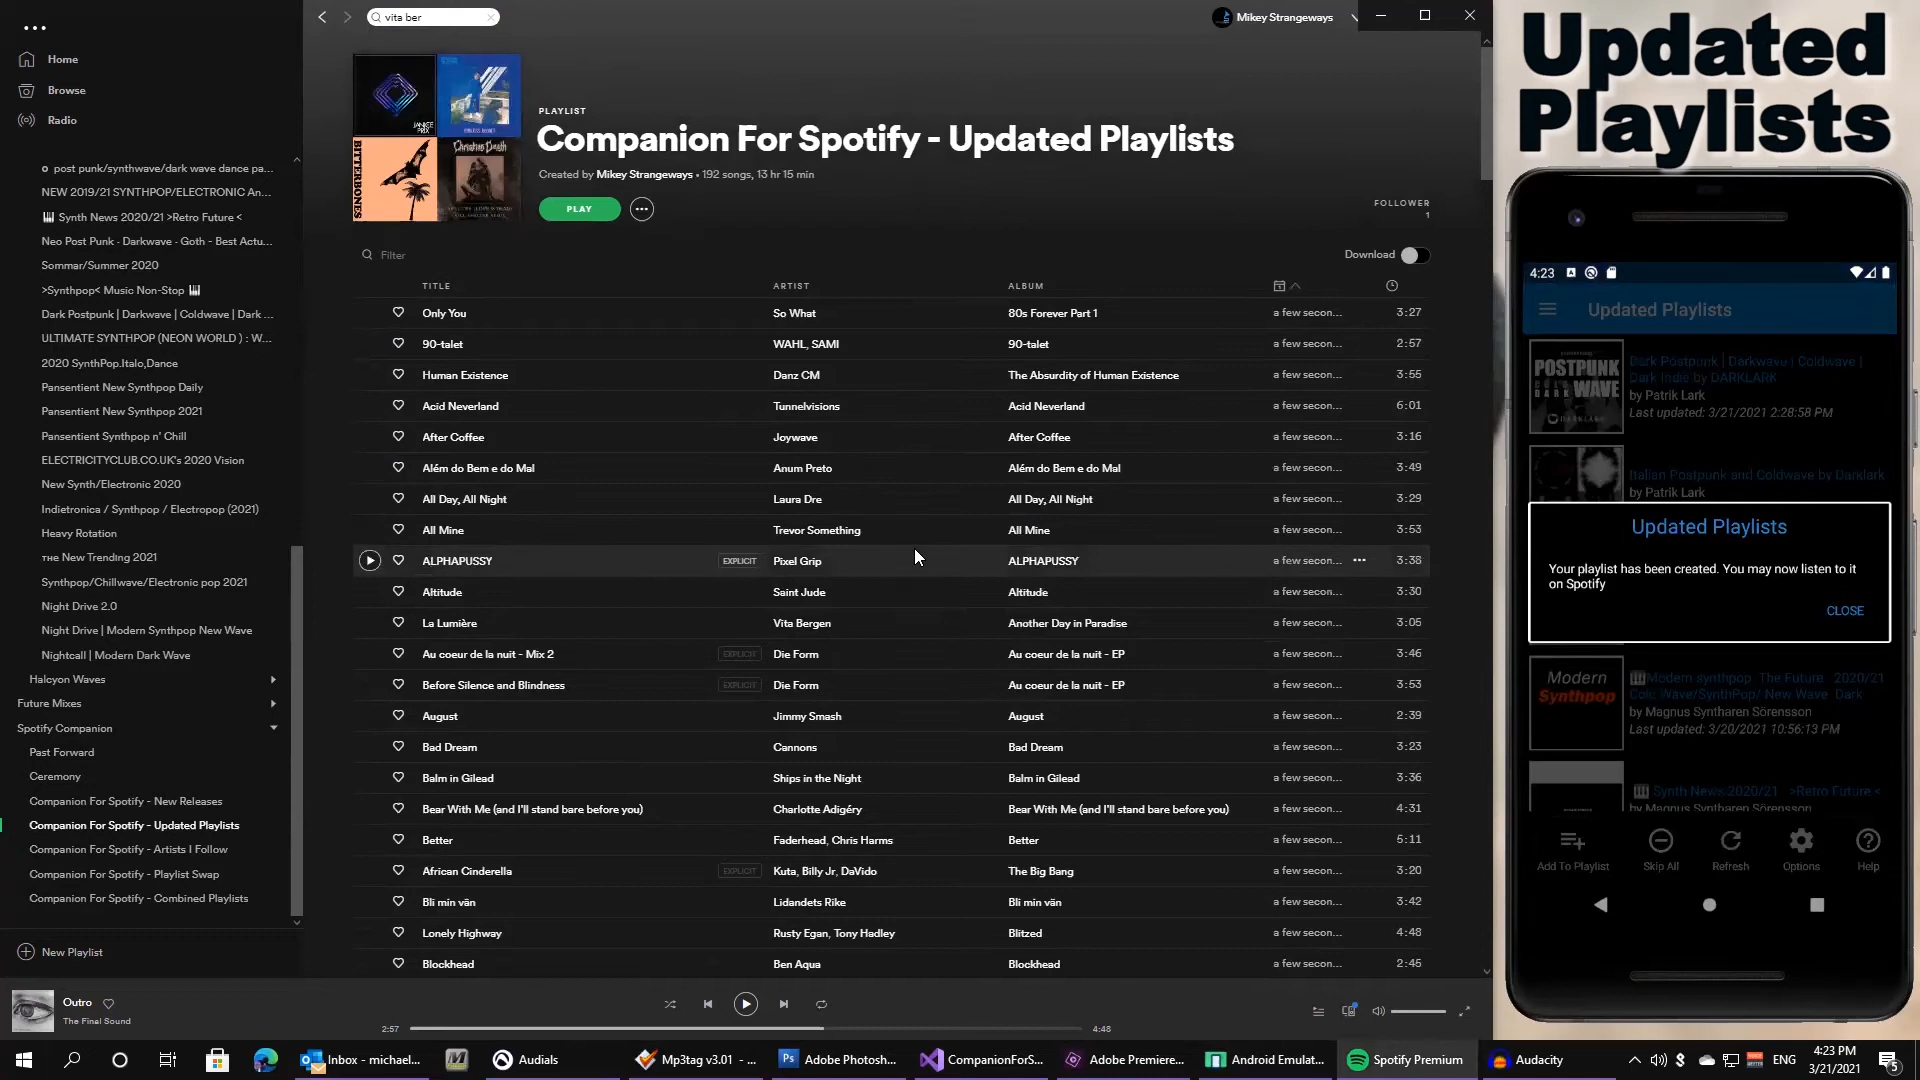 vita ber
Mikey Strangeways
Home
Browse
Radio
post punk/synthwave/dark wave dance pa...
NEW 2019/21 SYNTHPOP/ELECTRONIC An...
Synth News 2020/21 >Retro Future <
Neo Post Punk - Darkwave - Goth - Best Actu...
Sommar/Summer 2020
>Synthpop< Music Non-Stop
Dark Postpunk | Darkwave | Coldwave | Dark ...
ULTIMATE SYNTHPOP (NEON WORLD ) : W...
2020 SynthPop.Italo,Dance
Pansentient New Synthpop Daily
Pansentient New Synthpop 2021
Pansentient Synthpop n' Chill
ELECTRICITYCLUB.CO.UK's 2020 Vision
New Synth/Electronic 2020
Indietronica / Synthpop / Electropop (2021)
Heavy Rotation
тнe New Trendιng 2021
Synthpop/Chillwave/Electronic pop 2021
Night Drive 2.0
Night Drive | Modern Synthpop New Wave
Nightcall | Modern Dark Wave
Halcyon Waves
Future Mixes
Spotify Companion
Past Forward
Ceremony
Companion For Spotify - New Releases
Companion For Spotify - Updated Playlists
Companion For Spotify - Artists I Follow
Companion For Spotify - Playlist Swap
Companion For Spotify - Combined Playlists
New Playlist
JANICE PRIX
BITTERBONES
Christian Death
PLAYLIST
Companion For Spotify - Updated Playlists
Created by Mikey Strangeways • 192 songs, 13 hr 15 min
PLAY
FOLLOWER
1
Filter
Download
TITLE ARTIST ALBUM
Only You So What 80s Forever Part 1 a few secon... 3:27
90-talet WAHL, SAMI 90-talet a few secon... 2:57
Human Existence Danz CM The Absurdity of Human Existence a few secon... 3:55
Acid Neverland Tunnelvisions Acid Neverland a few secon... 6:01
After Coffee Joywave After Coffee a few secon... 3:16
Além do Bem e do Mal Anum Preto Além do Bem e do Mal a few secon... 3:49
All Day, All Night Laura Dre All Day, All Night a few secon... 3:29
All Mine Trevor Something All Mine a few secon... 3:53
ALPHAPUSSY EXPLICIT Pixel Grip ALPHAPUSSY a few secon... 3:38
Altitude Saint Jude Altitude a few secon... 3:30
La Lumière Vita Bergen Another Day in Paradise a few secon... 3:05
Au coeur de la nuit - Mix 2 EXPLICIT Die Form Au coeur de la nuit - EP a few secon... 3:46
Before Silence and Blindness EXPLICIT Die Form Au coeur de la nuit - EP a few secon... 3:53
August Jimmy Smash August a few secon... 2:39
Bad Dream Cannons Bad Dream a few secon... 3:23
Balm in Gilead Ships in the Night Balm in Gilead a few secon... 3:36
Bear With Me (and I'll stand bare before you) Charlotte Adigéry Bear With Me (and I'll stand bare before you) a few secon... 4:31
Better Faderhead, Chris Harms Better a few secon... 5:11
African Cinderella EXPLICIT Kuta, Billy Jr, DaVido The Big Bang a few secon... 3:20
Bli min vän Lidandets Rike Bli min vän a few secon... 3:42
Lonely Highway Rusty Egan, Tony Hadley Blitzed a few secon... 4:48
Blockhead Ben Aqua Blockhead a few secon... 2:45
Outro
The Final Sound
2:57 4:48
Updated
Playlists
4:23
Updated Playlists
POSTPUNK
WAVE
DARKLARK
Dark Postpunk | Darkwave | Coldwave |
Dark Indie by DARKLARK
by Patrik Lark
Last updated: 3/21/2021 2:28:58 PM
Italian Postpunk and Coldwave by Darklark
by Patrik Lark
Updated Playlists
Your playlist has been created. You may now listen to it
on Spotify
CLOSE
Modern
Synthpop
Modern synthpop The Future 2020/21
Cold Wave/SynthPop/ New Wave Dark
by Magnus Syntharen Sörensson
Last updated: 3/20/2021 10:56:13 PM
Synth News 2020/21 >Retro Future <
by Magnus Syntharen Sörensson
Add To Playlist Skip All Refresh Options Help
Inbox - michael... Audials Mp3tag v3.01 - ... Adobe Photosh... CompanionForS... Adobe Premiere... Android Emulat... Spotify Premium Audacity
ENG
4:23 PM
3/21/2021
5